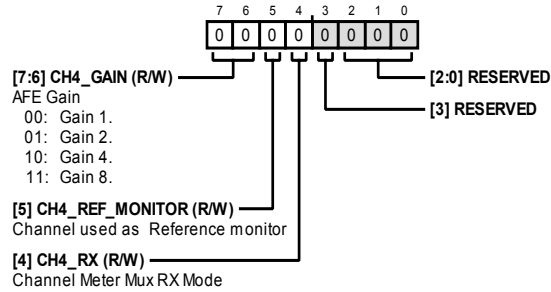 7 6 5 4 3 2 1 0
0 0 0 0 0 0 0 0
[7:6] CH4_GAIN (R/W)
AFE Gain
00: Gain 1.
01: Gain 2.
10: Gain 4.
11: Gain 8.
[5] CH4_REF_MONITOR (R/W)
Channel used as Reference monitor
[4] CH4_RX (R/W)
Channel Meter Mux RX Mode
[2:0] RESERVED
[3] RESERVED